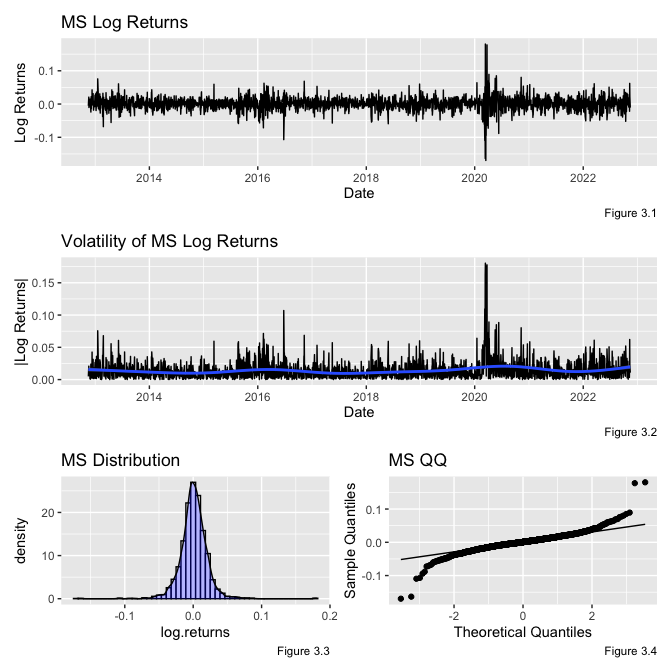 MS Log Returns
Log Returns
0.1
0.0
-0.1
2014 2016 2018 2020 2022
Date
Figure 3.1
Volatility of MS Log Returns
|Log Returns|
0.15
0.10
0.05
0.00
2014 2016 2018 2020 2022
Date
Figure 3.2
MS Distribution
density
20
10
0
-0.1 0.0 0.1 0.2
log.returns
Figure 3.3
MS QQ
Sample Quantiles
0.1
0.0
-0.1
-2 0 2
Theoretical Quantiles
Figure 3.4